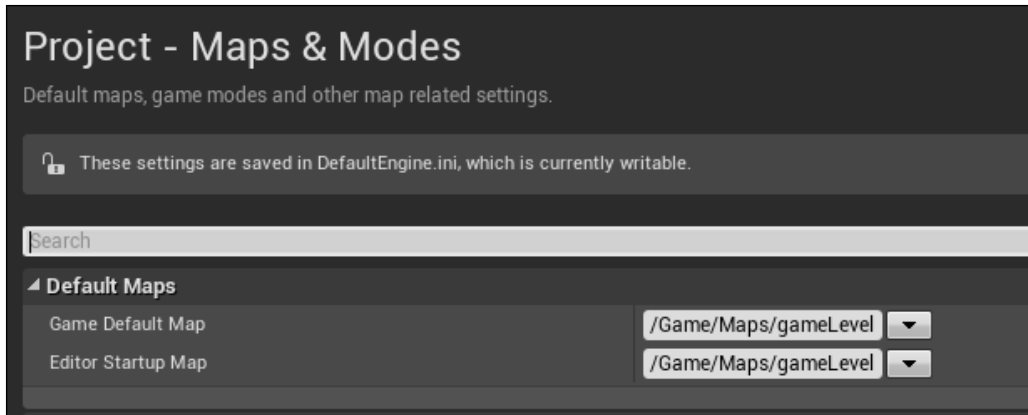 Project - Maps & Modes
Default maps, game modes and other map related settings.
These settings are saved in DefaultEngine.ini, which is currently writable.
Search
Default Maps
Game Default Map /Game/Maps/gameLevel
Editor Startup Map /Game/Maps/gameLevel